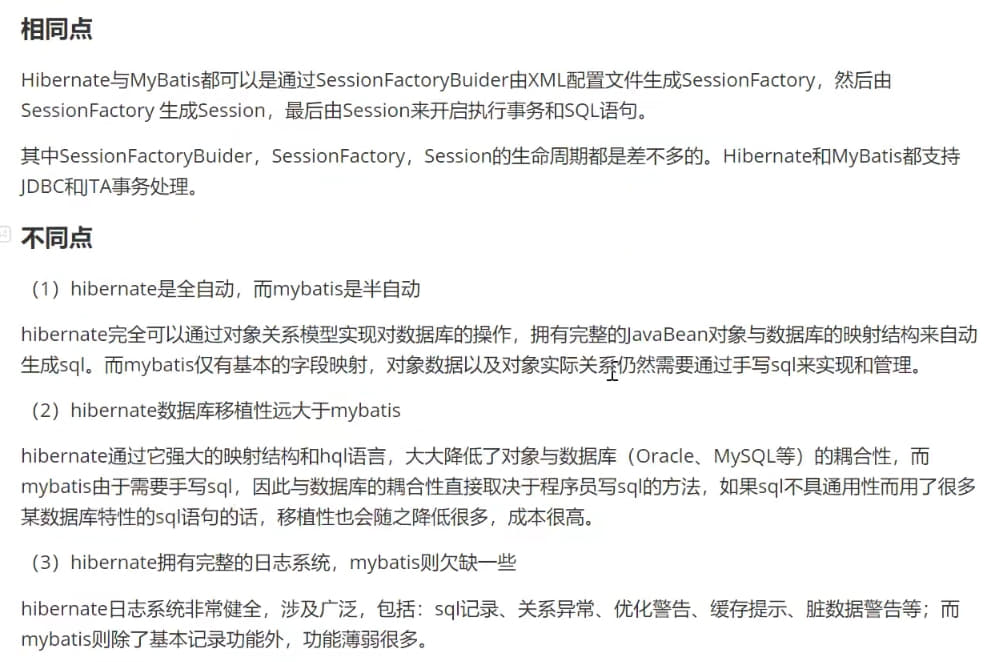 相同点
Hibernate与MyBatis都可以是通过SessionFactoryBuider由XML配置文件生成SessionFactory，然后由
SessionFactory 生成Session，最后由Session来开启执行事务和SQL语句。
其中SessionFactoryBuider，SessionFactory，Session的生命周期都是差不多的。Hibernate和MyBatis都支持
JDBC和JTA事务处理。
不同点
（1）hibernate是全自动，而mybatis是半自动
hibernate完全可以通过对象关系模型实现对数据库的操作，拥有完整的JavaBean对象与数据库的映射结构来自动
生成sql。而mybatis仅有基本的字段映射，对象数据以及对象实际关系仍然需要通过手写sql来实现和管理。
（2）hibernate数据库移植性远大于mybatis
hibernate通过它强大的映射结构和hql语言，大大降低了对象与数据库（Oracle、MySQL等）的耦合性，而
mybatis由于需要手写sql，因此与数据库的耦合性直接取决于程序员写sql的方法，如果sql不具通用性而用了很多
某数据库特性的sql语句的话，移植性也会随之降低很多，成本很高。
（3）hibernate拥有完整的日志系统，mybatis则欠缺一些
hibernate日志系统非常健全，涉及广泛，包括：sql记录、关系异常、优化警告、缓存提示、脏数据警告等；而
mybatis则除了基本记录功能外，功能薄弱很多。